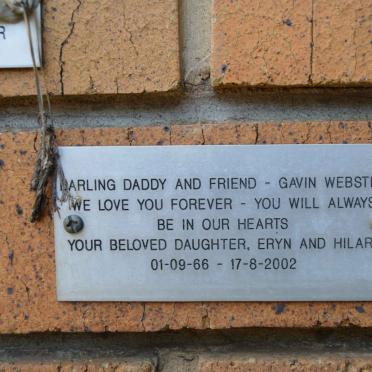 R
ARLING DADDY AND FRIEND - GAVIN WEBST
WE LOVE YOU FOREVER - YOU WILL ALWAYS
BE IN OUR HEARTS
YOUR BELOVED DAUGHTER, ERYN AND HILAR
01-09-66 - 17-8-2002